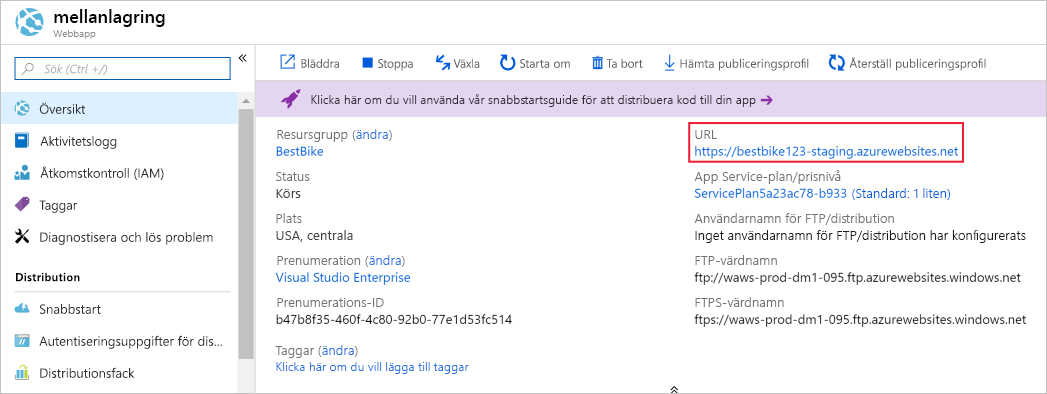 mellanlagring
Webbapp
Sök (Ctrl +/)
Översikt
Aktivitetslogg
Åtkomstkontroll (IAM)
Taggar
Diagnostisera och lös problem
Distribution
Snabbstart
Autentiseringsuppgifter för dis...
Distributionsfack
Bläddra Stoppa Växla Starta om Ta bort Hämta publiceringsprofil Återställ publiceringsprofil
Klicka här om du vill använda vår snabbstartsguide för att distribuera kod till din app →
Resursgrupp (ändra)
BestBike
Status
Körs
Plats
USA, centrala
Prenumeration (ändra)
Visual Studio Enterprise
Prenumerations-ID
b47b8f35-460f-4c80-92b0-77e1d53fc514
Taggar (ändra)
Klicka här om du vill lägga till taggar
URL
https://bestbike123-staging.azurewebsites.net
App Service-plan/prisnivå
ServicePlan5a23ac78-b933 (Standard: 1 liten)
Användarnamn för FTP/distribution
Inget användarnamn för FTP/distribution har konfigurerats
FTP-värdnamn
ftp://waws-prod-dm1-095.ftp.azurewebsites.windows.net
FTPS-värdnamn
ftps://waws-prod-dm1-095.ftp.azurewebsites.windows.net